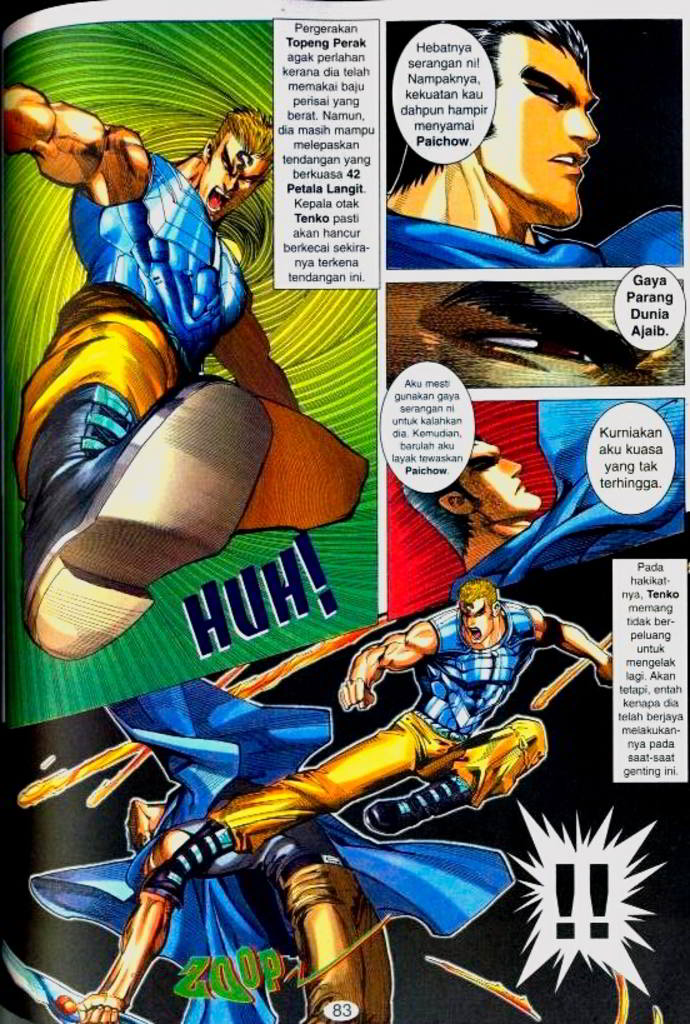 Pergerakan
Topeng Perak
agak perlahan
kerana dia telah
memakai baju
perisai yang
berat. Namun,
dia masih mampu
melepaskan
tendangan yang
berkuasa 42
Petala Langit.
Kepala otak
Tenko pasti
akan hancur
berkecai sekira-
nya terkena
tendangan ini.
Hebatnya
serangan ni!
Nampaknya,
kekuatan kau
dahpun hampir
menyamai
Paichow.
Gaya
Parang
Dunia
Ajaib.
Aku mesti
gunakan gaya
serangan ni
untuk kalahkan
dia. Kemudian,
barulah aku
layak tewaskan
Paichow.
Kurniakan
aku kuasa
yang tak
terhingga.
HUH!
Pada
hakikat-
nya, Tenko
memang
tidak ber-
peluang
untuk
mengelak
lagi. Akan
tetapi, entah
kenapa dia
telah berjaya
melakukan-
nya pada
saat-saat
genting ini.
!!
ZOOP
83